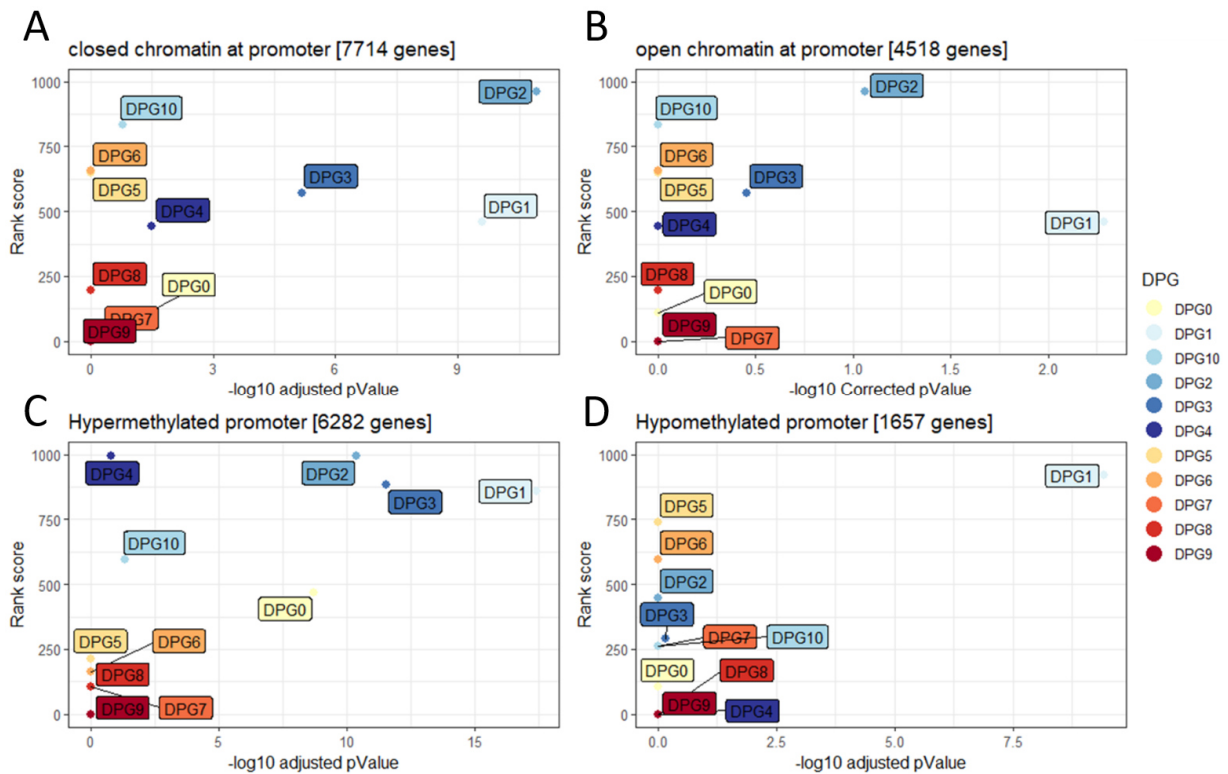 A
closed chromatin at promoter [7714 genes]
Rank score
1000
750
500
250
0
DPG2
DPG10
DPG6
DPG3
DPG5
DPG4
DPG1
DPG8
DPG0
DPG7
DPG9
0
3
6
9
-log10 adjusted pValue
B
open chromatin at promoter [4518 genes]
Rank score
1000
750
500
250
0
DPG2
DPG10
DPG6
DPG3
DPG5
DPG4
DPG1
DPG8
DPG0
DPG9
DPG7
0.0
0.5
1.0
1.5
2.0
-log10 Corrected pValue
C
Hypermethylated promoter [6282 genes]
Rank score
1000
750
500
250
0
DPG4
DPG2
DPG1
DPG3
DPG10
DPG0
DPG5
DPG6
DPG8
DPG9
DPG7
0
5
10
15
-log10 adjusted pValue
D
Hypomethylated promoter [1657 genes]
Rank score
1000
750
500
250
0
DPG1
DPG5
DPG6
DPG2
DPG3
DPG7
DPG10
DPG0
DPG8
DPG9
DPG4
0.0
2.5
5.0
7.5
-log10 adjusted pValue
DPG
DPG0
DPG1
DPG10
DPG2
DPG3
DPG4
DPG5
DPG6
DPG7
DPG8
DPG9